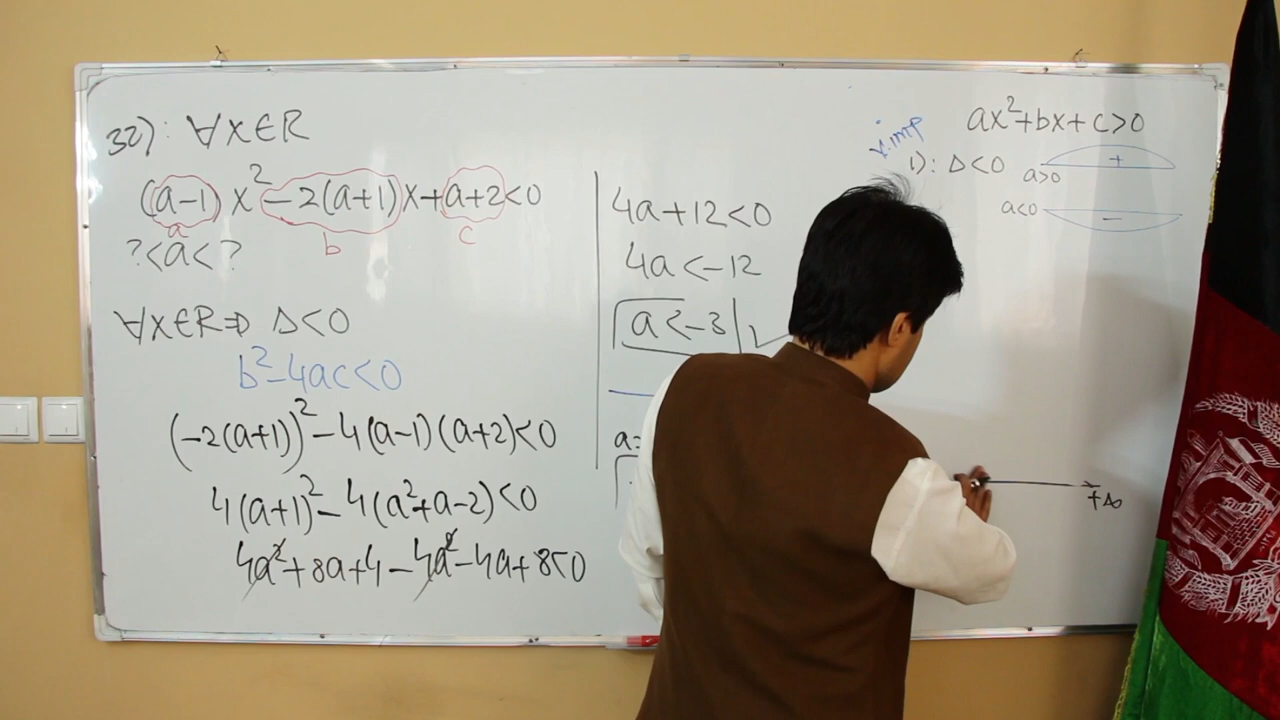 32): ∀x∈R
(a-1)x²-2(a+1)x+a+2<0
a b c
?<a<?
∀x∈R⇒ Δ<0
b²-4ac<0
(-2(a+1))²-4(a-1)(a+2)<0
4(a+1)²-4(a²+a-2)<0
4a²+8a+4-4a²-4a+8<0
4a+12<0
4a<-12
a<-3
a=
v.imp
ax²+bx+c>0
1): Δ<0
a>0 +
a<0 -